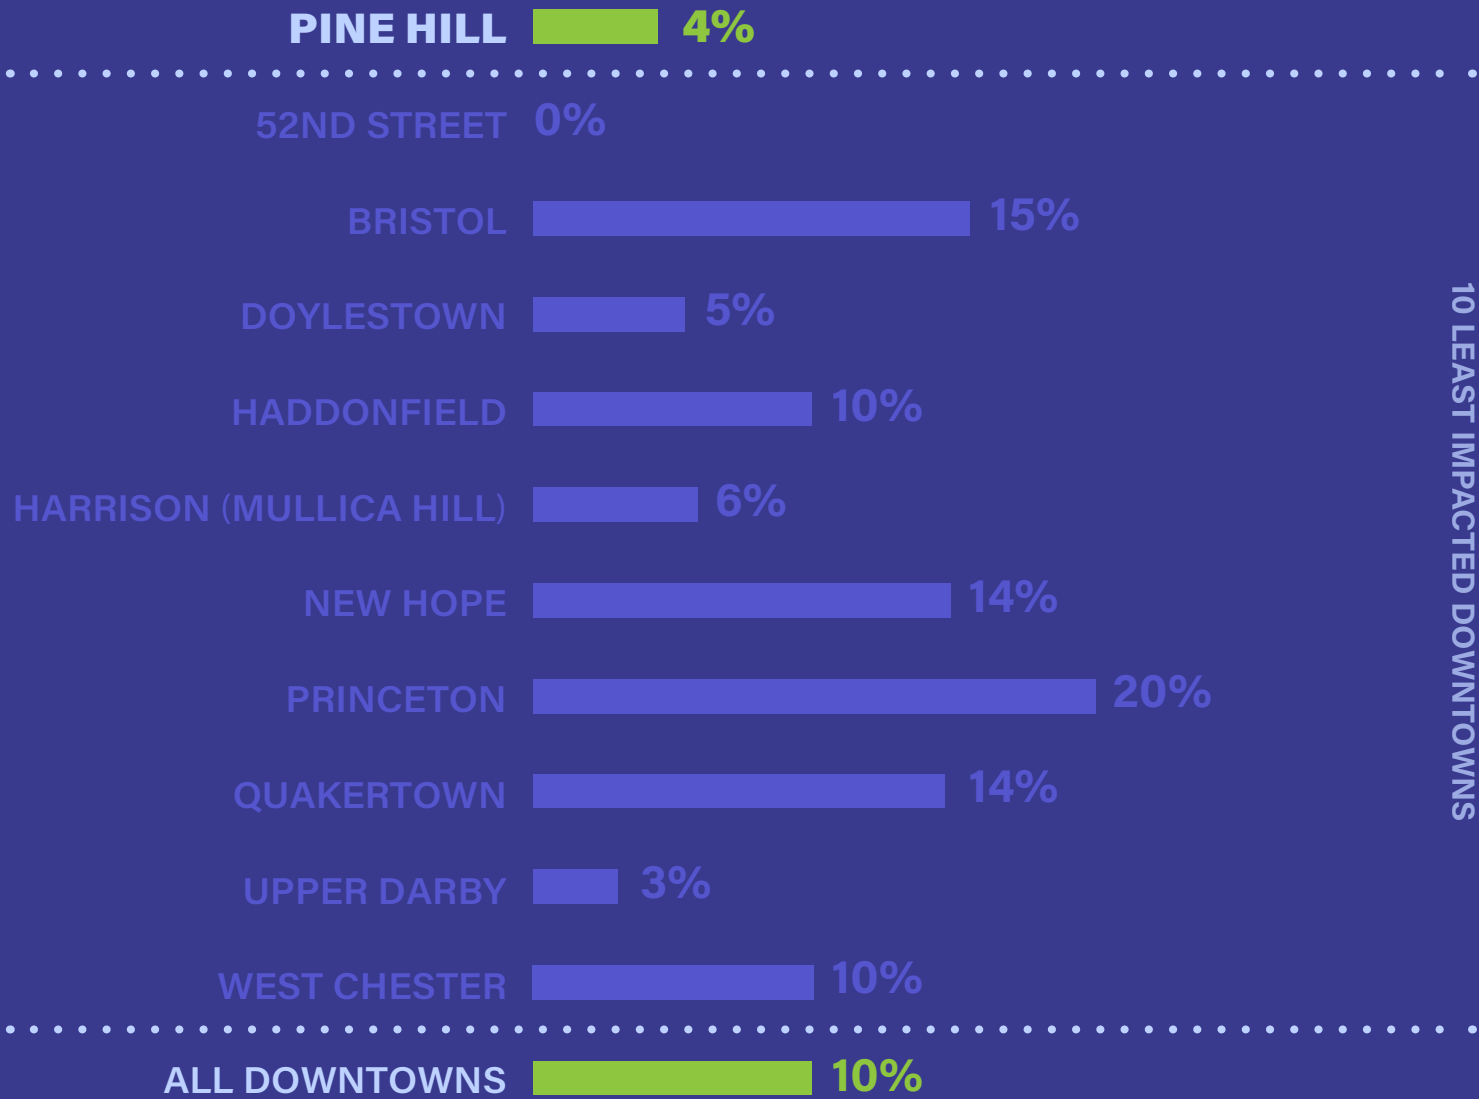 PINE HILL 4%
52ND STREET 0%
BRISTOL 15%
DOYLESTOWN 5%
HADDONFIELD 10%
HARRISON (MULLICA HILL) 6%
NEW HOPE 14%
PRINCETON 20%
QUAKERTOWN 14%
UPPER DARBY 3%
WEST CHESTER 10%
ALL DOWNTOWNS 10%
10 LEAST IMPACTED DOWNTOWNS